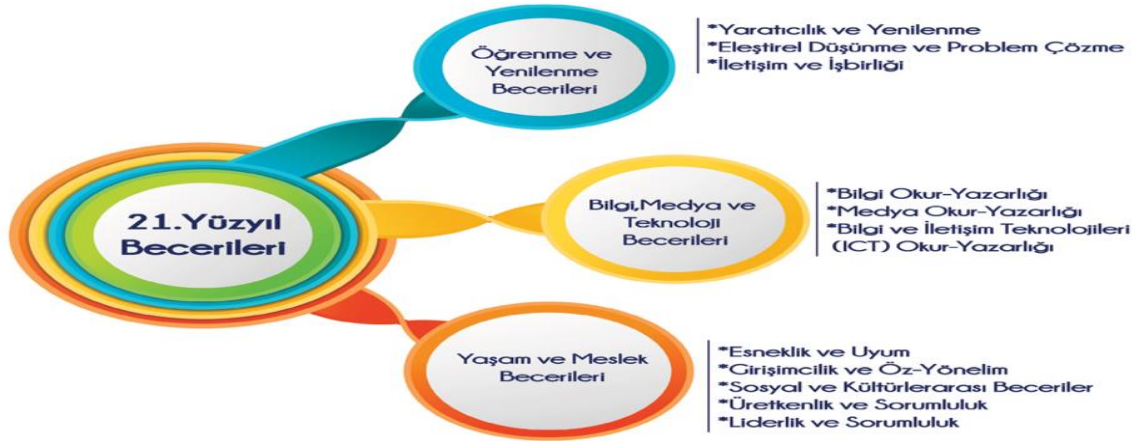 21.Yüzyıl
Becerileri
Öğrenme ve
Yenilenme
Becerileri
*Yaratıcılık ve Yenilenme
*Eleştirel Düşünme ve Problem Çözme
*İletişim ve İşbirliği
Bilgi,Medya ve
Teknoloji
Becerileri
*Bilgi Okur-Yazarlığı
*Medya Okur-Yazarlığı
*Bilgi ve İletişim Teknolojileri
(ICT) Okur-Yazarlığı
Yaşam ve Meslek
Becerileri
*Esneklik ve Uyum
*Girişimcilik ve Öz-Yönelim
*Sosyal ve Kültürlerarası Beceriler
*Üretkenlik ve Sorumluluk
*Liderlik ve Sorumluluk